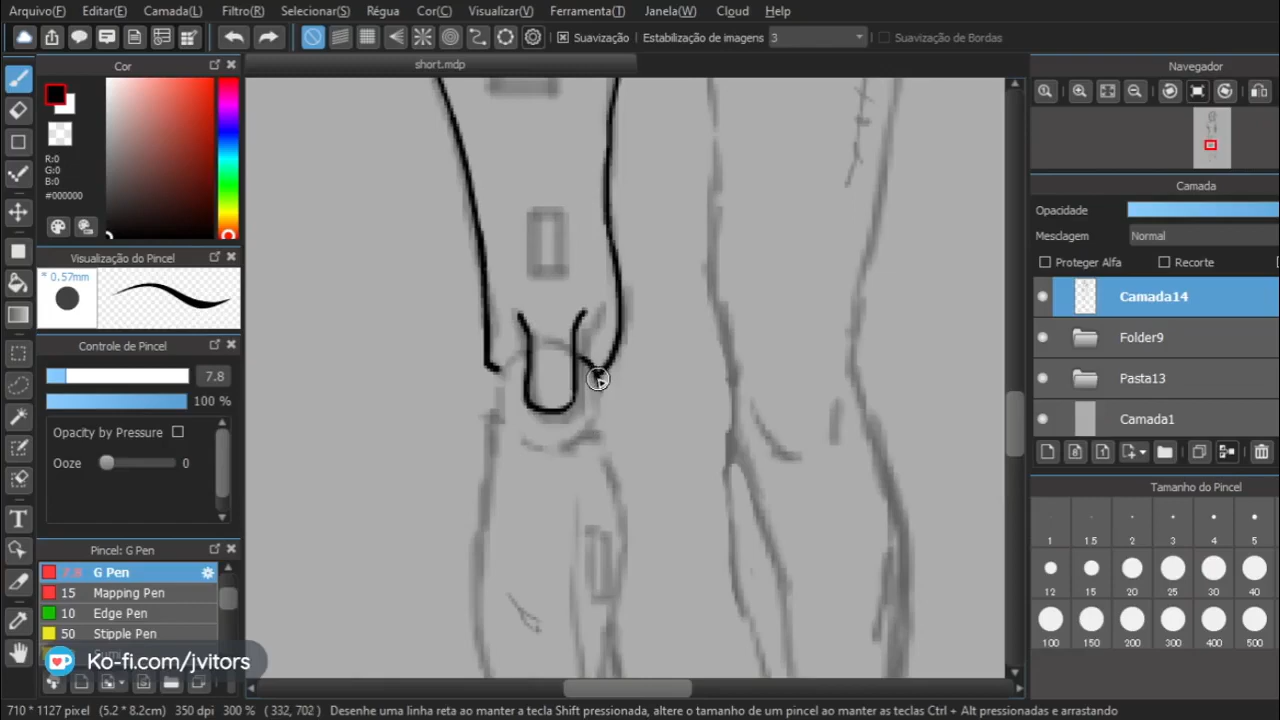 Arquivo(F) Editar(E) Camada(L) Filtro(R) Selecionar(S) Régua Cor(C) Visualizar(V) Ferramenta(T) Janela(W) Cloud Help
Suavização Estabilização de imagens 3 Suavização de Bordas
Cor
short.mdp
Navegador
R:0
G:0
B:0
#000000
Camada
Opacidade
Mesclagem Normal
Proteger Alfa Recorte
Visualização do Pincel
* 0.57mm
Camada14
Folder9
Pasta13
Camada1
Controle de Pincel
7.8
100 %
Opacity by Pressure
Ooze 0
Tamanho do Pincel
1 1.5 2 3 4 5
12 15 20 25 30 40
100 150 200 300 400 500
Pincel: G Pen
7.8 G Pen
15 Mapping Pen
10 Edge Pen
50 Stipple Pen
Ko-fi.com/jvitors
710 * 1127 pixel (5.2 * 8.2cm) 350 dpi 300 % ( 332, 702 ) Desenhe uma linha reta ao manter a tecla Shift pressionada, altere o tamanho de um pincel ao manter as teclas Ctrl + Alt pressionadas e arrastando